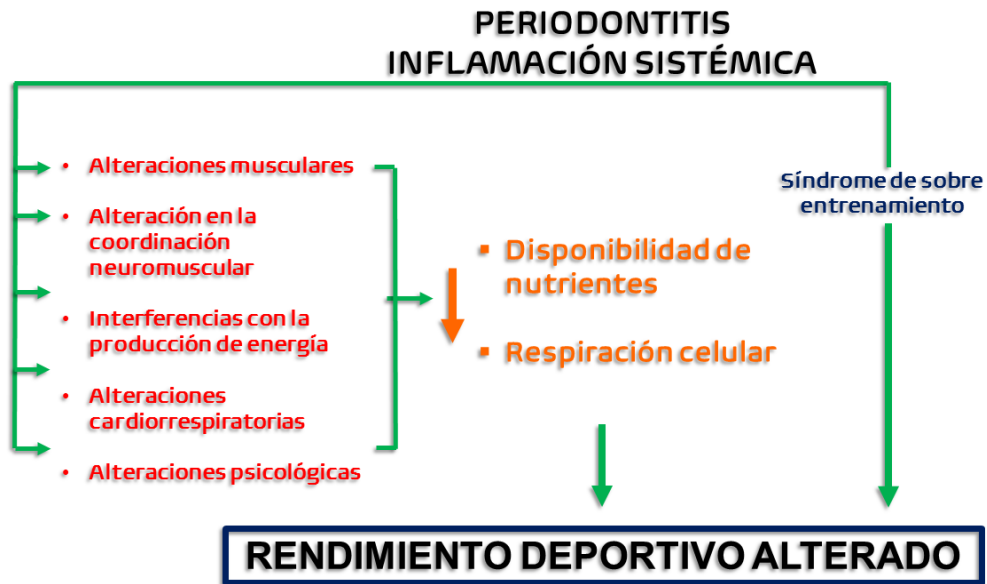 PERIODONTITIS
INFLAMACIÓN SISTÉMICA
• Alteraciones musculares
• Alteración en la
coordinación
neuromuscular
• Interferencias con la
producción de energía
• Alteraciones
cardiorrespiratorias
• Alteraciones psicológicas
▪ Disponibilidad de
nutrientes
▪ Respiración celular
Síndrome de sobre
entrenamiento
RENDIMIENTO DEPORTIVO ALTERADO